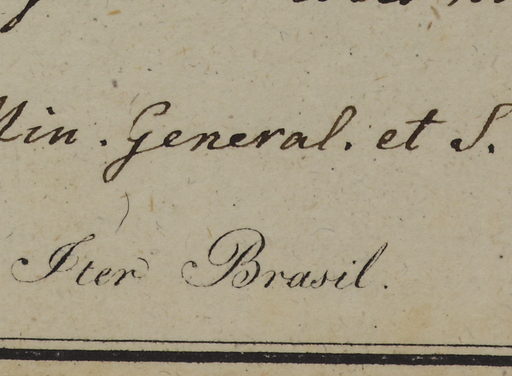 Min. General. et S.
Iter Brasil.